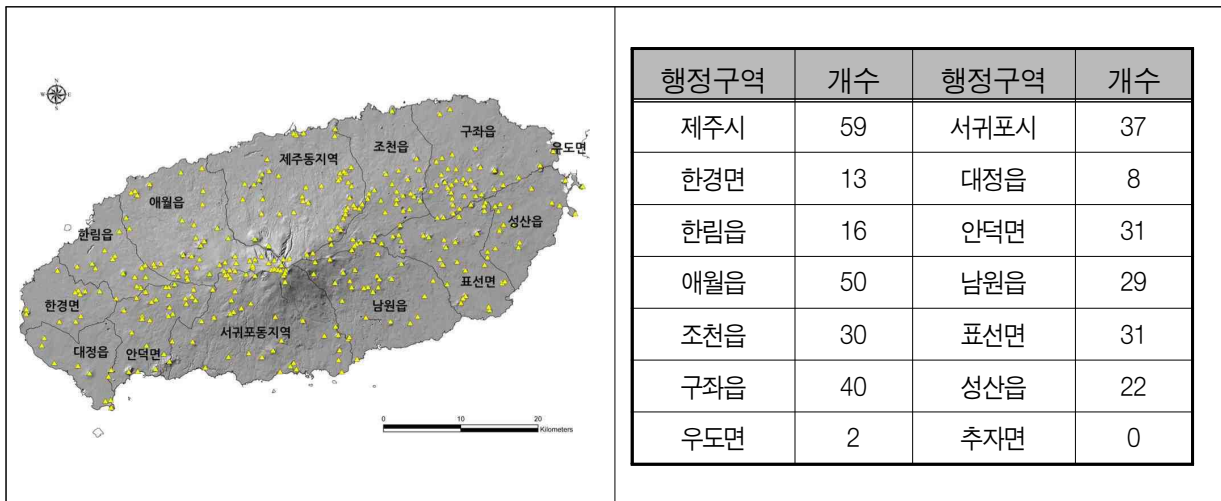 N
W E
S
구좌읍
우도면
조천읍
제주동지역
애월읍
성산읍
한림읍
표선면
한경면
남원읍
서귀포동지역
대정읍 안덕면
0 10 20
Kilometers
행정구역 개수 행정구역 개수
제주시 59 서귀포시 37
한경면 13 대정읍 8
한림읍 16 안덕면 31
애월읍 50 남원읍 29
조천읍 30 표선면 31
구좌읍 40 성산읍 22
우도면 2 추자면 0